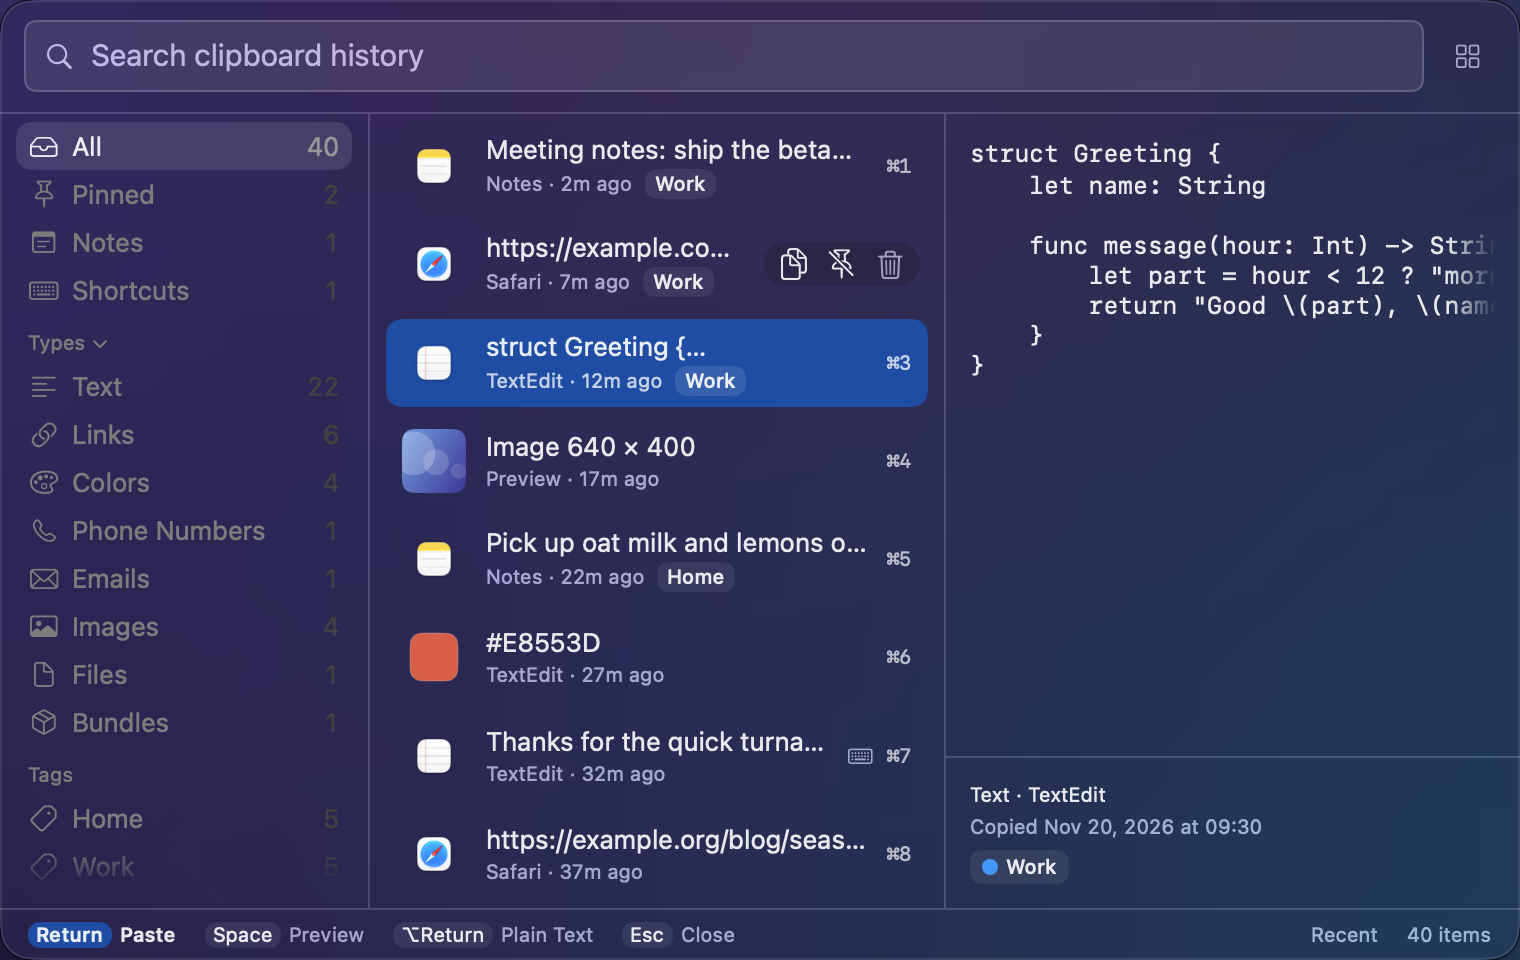 Search clipboard history
All 40
Pinned 2
Notes 1
Shortcuts 1
Types
Text 22
Links 6
Colors 4
Phone Numbers 1
Emails 1
Images 4
Files 1
Bundles 1
Tags
Home 5
Work 5
Meeting notes: ship the beta... ⌘1
Notes · 2m ago Work
https://example.co...
Safari · 7m ago Work
struct Greeting {... ⌘3
TextEdit · 12m ago Work
Image 640 × 400 ⌘4
Preview · 17m ago
Pick up oat milk and lemons o... ⌘5
Notes · 22m ago Home
#E8553D ⌘6
TextEdit · 27m ago
Thanks for the quick turna... ⌘7
TextEdit · 32m ago
https://example.org/blog/seas... ⌘8
Safari · 37m ago
struct Greeting {
let name: String
func message(hour: Int) -> Strin
let part = hour < 12 ? "mor
return "Good \(part), \(name
}
}
Text · TextEdit
Copied Nov 20, 2026 at 09:30
Work
Return Paste Space Preview ⌥Return Plain Text Esc Close Recent 40 items